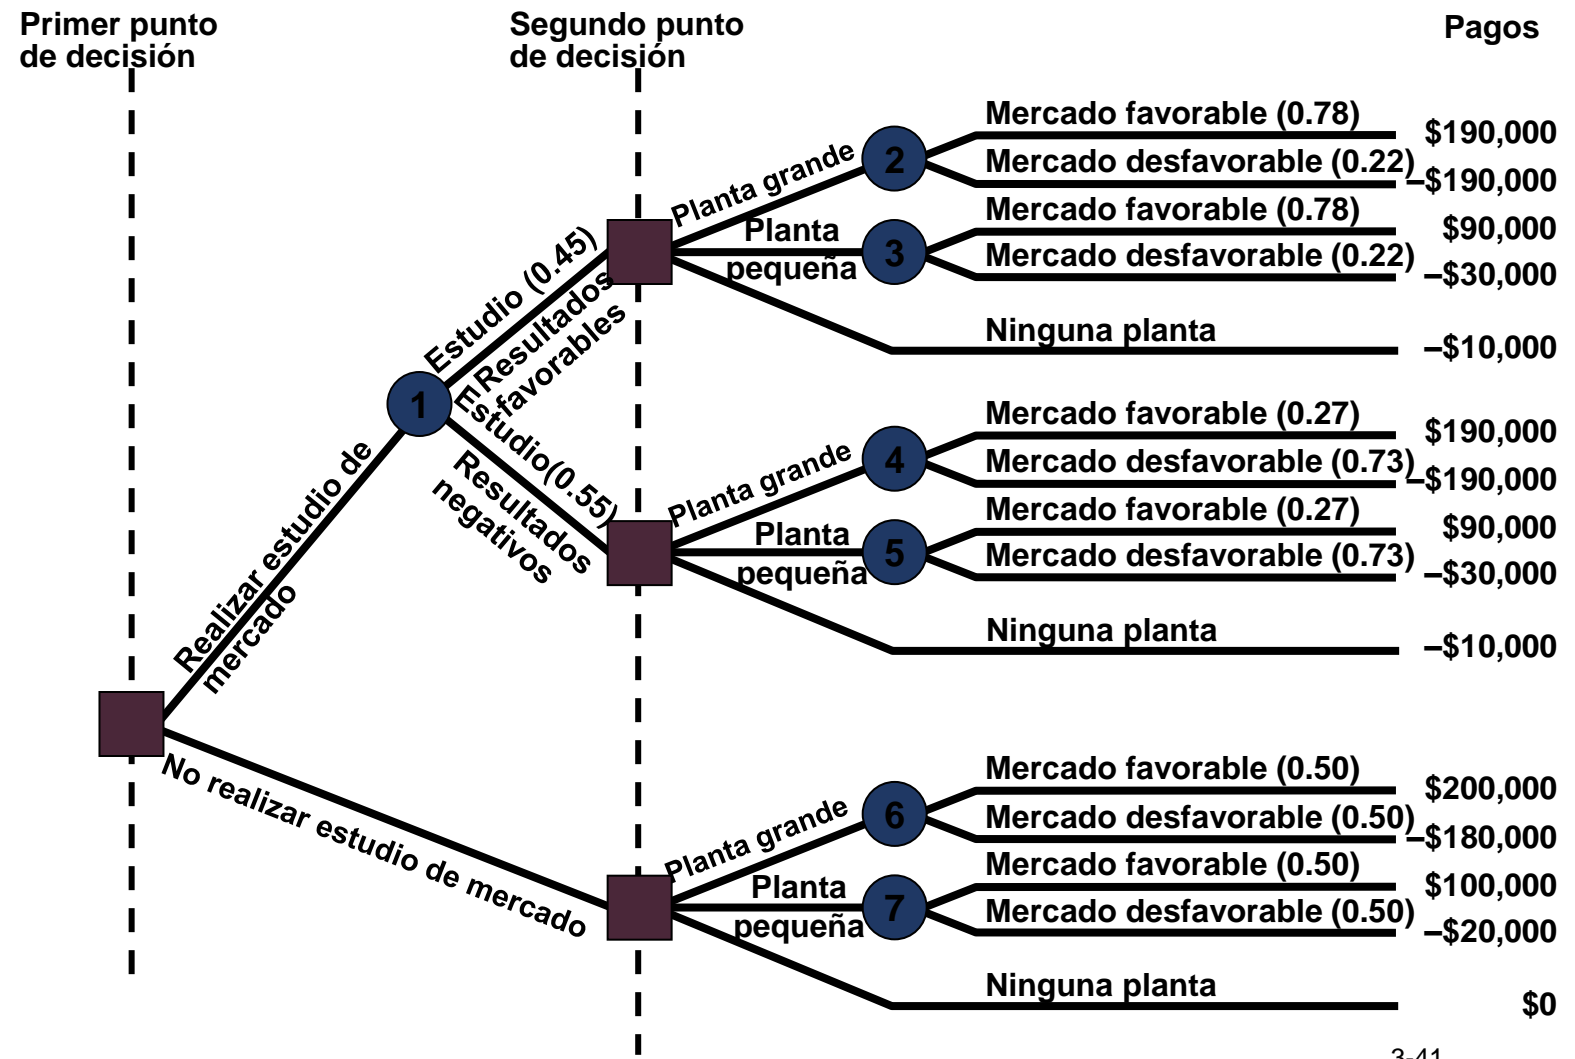 Primer punto
de decisión
Segundo punto
de decisión
Pagos
Realizar estudio de
mercado
No realizar estudio de mercado
1
Estudio (0.45)
Resultados
favorables
Estudio(0.55)
Resultados
negativos
Planta grande
2
Mercado favorable (0.78)
$190,000
Mercado desfavorable (0.22)
–$190,000
Planta
pequeña
3
Mercado favorable (0.78)
$90,000
Mercado desfavorable (0.22)
–$30,000
Ninguna planta
–$10,000
Planta grande
4
Mercado favorable (0.27)
$190,000
Mercado desfavorable (0.73)
–$190,000
Planta
pequeña
5
Mercado favorable (0.27)
$90,000
Mercado desfavorable (0.73)
–$30,000
Ninguna planta
–$10,000
Planta grande
6
Mercado favorable (0.50)
$200,000
Mercado desfavorable (0.50)
–$180,000
Planta
pequeña
7
Mercado favorable (0.50)
$100,000
Mercado desfavorable (0.50)
–$20,000
Ninguna planta
$0
3-41